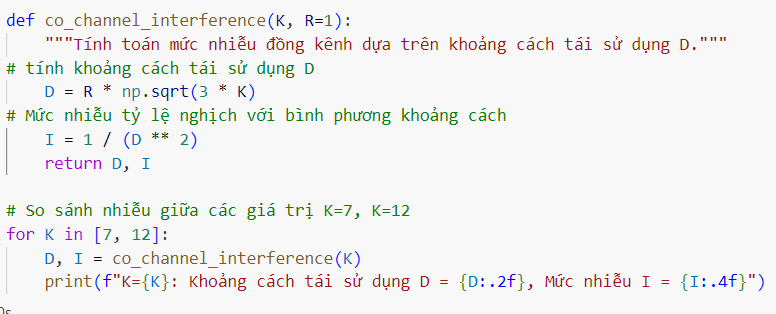 def co_channel_interference(K, R=1):
    """Tính toán mức nhiễu đồng kênh dựa trên khoảng cách tái sử dụng D."""
# tính khoảng cách tái sử dụng D
    D = R * np.sqrt(3 * K)
# Mức nhiễu tỷ lệ nghịch với bình phương khoảng cách
    I = 1 / (D ** 2)
    return D, I
# So sánh nhiễu giữa các giá trị K=7, K=12
for K in [7, 12]:
    D, I = co_channel_interference(K)
    print(f"K={K}: Khoảng cách tái sử dụng D = {D:.2f}, Mức nhiễu I = {I:.4f}")